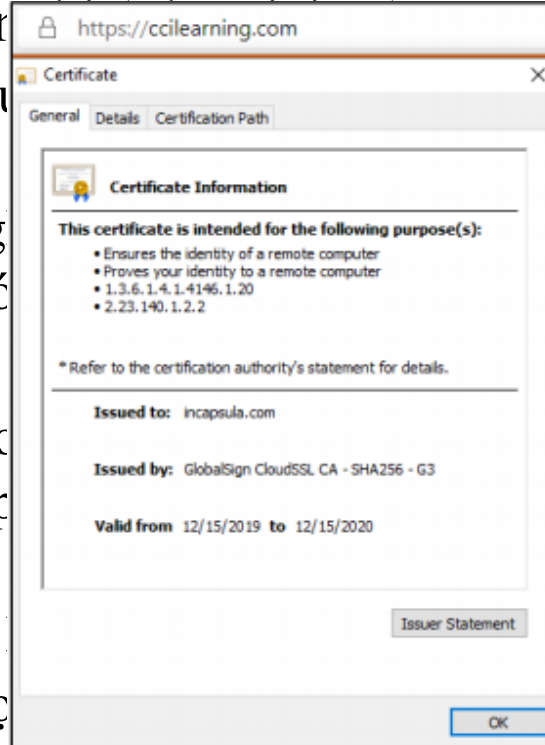 https://ccilearning.com
Certificate
General Details Certification Path
Certificate Information
This certificate is intended for the following purpose(s):
• Ensures the identity of a remote computer
• Proves your identity to a remote computer
• 1.3.6.1.4.1.4146.1.20
• 2.23.140.1.2.2
* Refer to the certification authority's statement for details.
Issued to: incapsula.com
Issued by: GlobalSign CloudSSL CA - SHA256 - G3
Valid from 12/15/2019 to 12/15/2020
Issuer Statement
OK